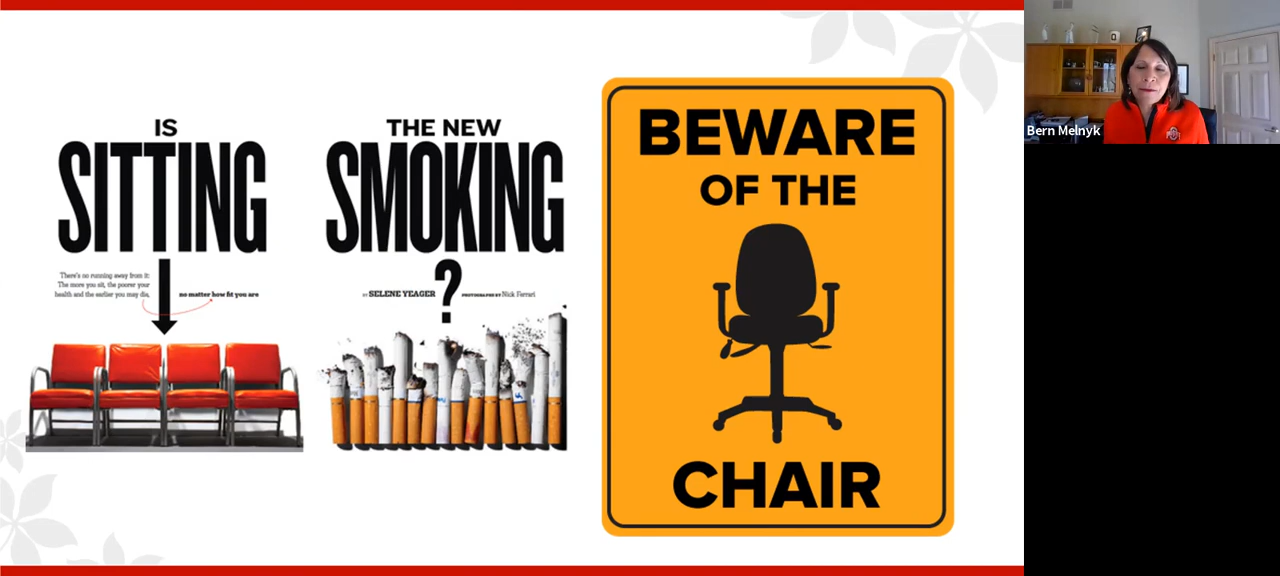 IS
SITTING
There's no running away from it:
The more you sit, the poorer your
health and the earlier you may die,
no matter how fit you are
THE NEW
SMOKING
?
BY SELENE YEAGER
PHOTOGRAPHS BY Nick Ferrari
BEWARE
OF THE
CHAIR
Bern Melnyk